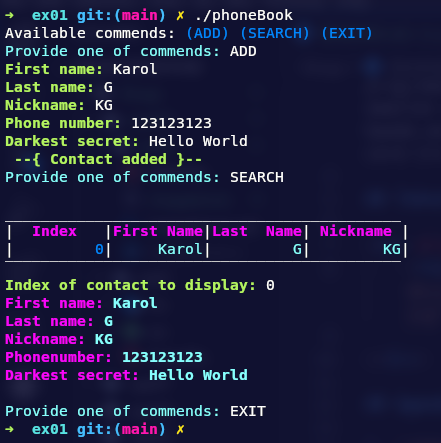 ➜ ex01 git:(main) ✗ ./phoneBook
Available commends: (ADD) (SEARCH) (EXIT)
Provide one of commends: ADD
First name: Karol
Last name: G
Nickname: KG
Phone number: 123123123
Darkest secret: Hello World
--{ Contact added }--
Provide one of commends: SEARCH
| Index |First Name|Last Name| Nickname |
| 0| Karol| G| KG|
Index of contact to display: 0
First name: Karol
Last name: G
Nickname: KG
Phonenumber: 123123123
Darkest secret: Hello World
Provide one of commends: EXIT
➜ ex01 git:(main) ✗